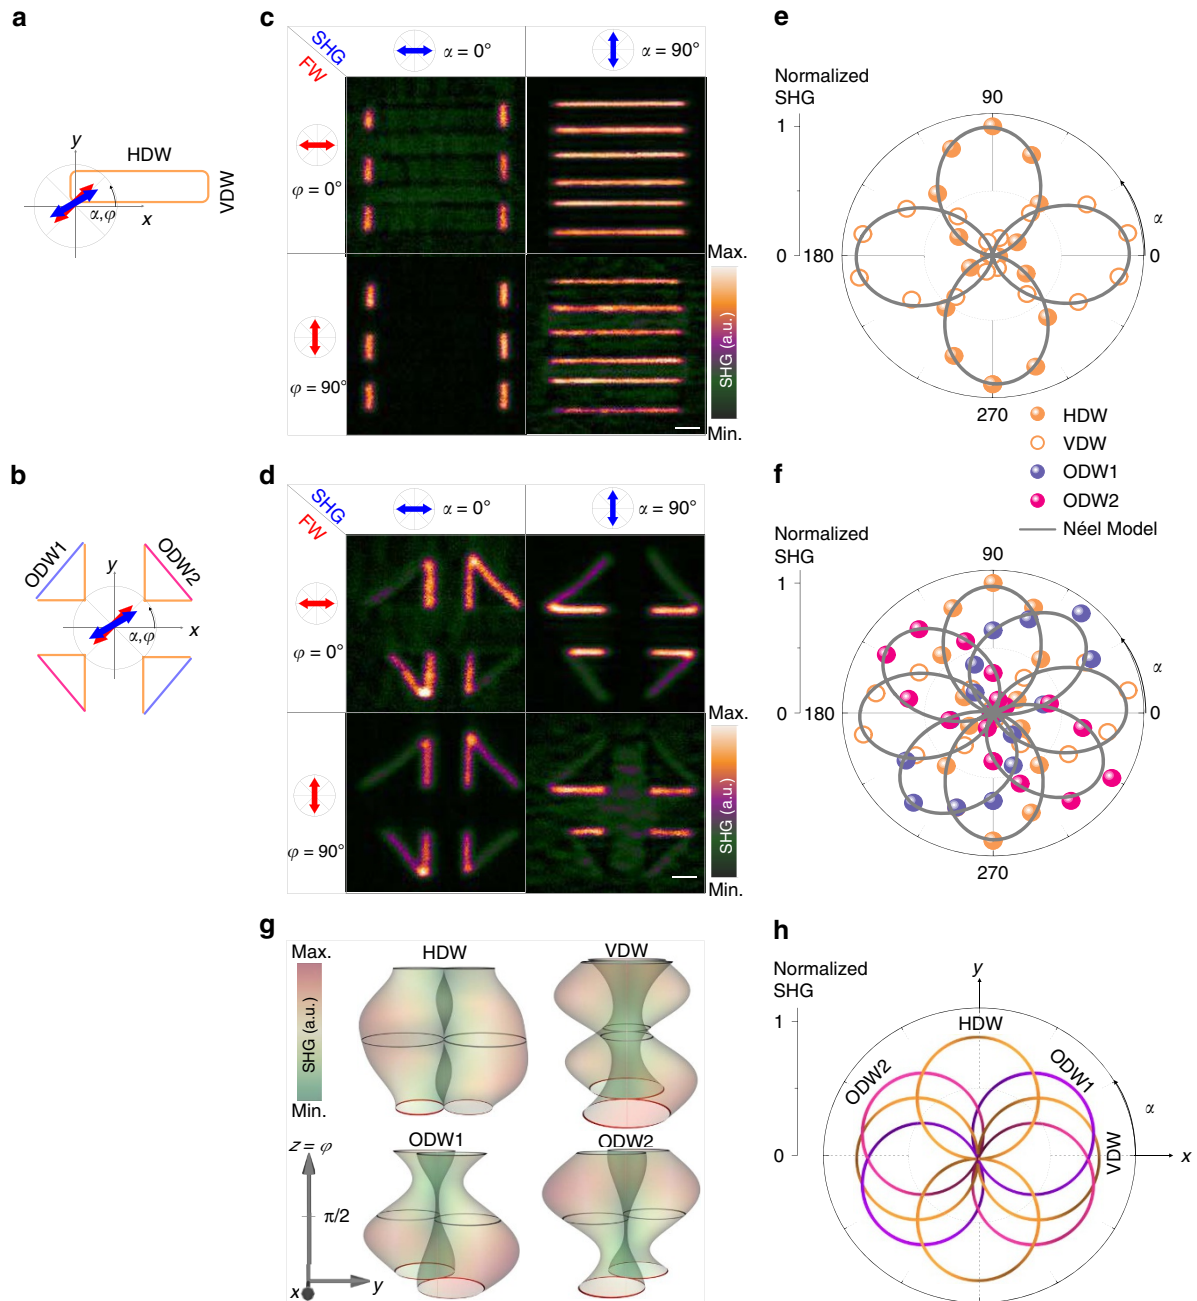 a
y
HDW
VDW
α,φ
x
c
SHG
FW
α = 0°
α = 90°
φ = 0°
φ = 90°
Max.
SHG (a.u.)
Min.
e
Normalized
SHG
90
1
α
0
180
0
270
HDW
VDW
ODW1
ODW2
Néel Model
b
ODW1
ODW2
y
x
α,φ
d
SHG
FW
α = 0°
α = 90°
φ = 0°
φ = 90°
Max.
SHG (a.u.)
Min.
f
Normalized
SHG
90
1
α
0
180
0
270
g
Max.
SHG (a.u.)
Min.
HDW
VDW
ODW1
ODW2
z = φ
π/2
x
y
h
Normalized
SHG
y
1
HDW
ODW2
ODW1
α
VDW
0
x